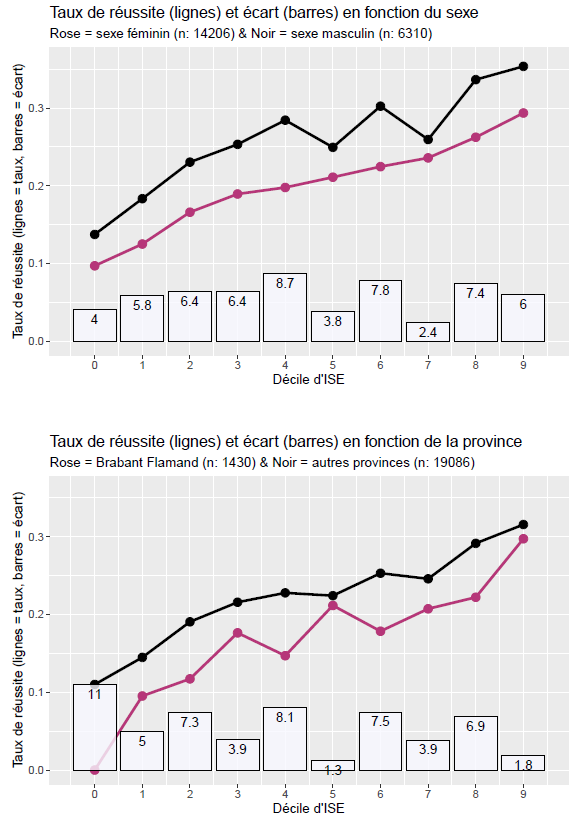 Taux de réussite (lignes) et écart (barres) en fonction du sexe
Rose = sexe féminin (n: 14206) & Noir = sexe masculin (n: 6310)
Taux de réussite (lignes = taux, barres = écart)
0.3
0.2
0.1
0.0
4
5.8
6.4
6.4
8.7
3.8
7.8
2.4
7.4
6
0 1 2 3 4 5 6 7 8 9
Décile d'ISE
Taux de réussite (lignes) et écart (barres) en fonction de la province
Rose = Brabant Flamand (n: 1430) & Noir = autres provinces (n: 19086)
Taux de réussite (lignes = taux, barres = écart)
0.3
0.2
0.1
0.0
11
5
7.3
3.9
8.1
1.3
7.5
3.9
6.9
1.8
0 1 2 3 4 5 6 7 8 9
Décile d'ISE